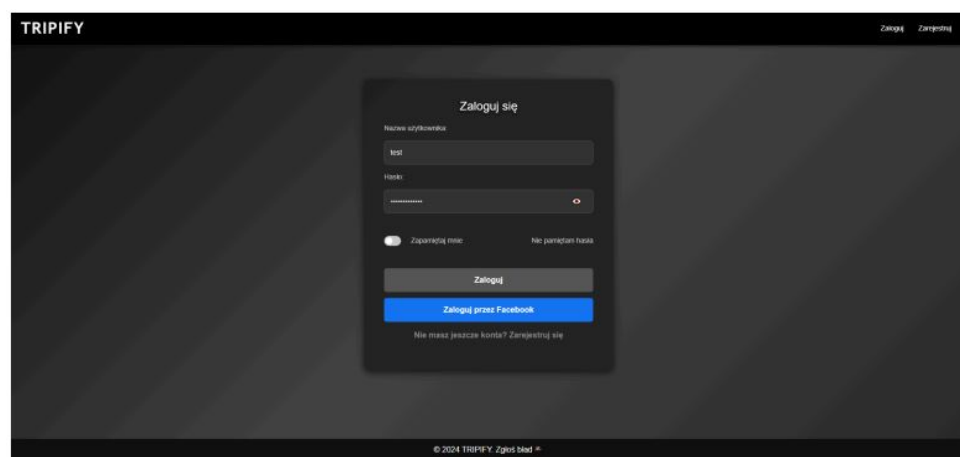 TRIPIFY
Zaloguj Zarejestruj
Zaloguj się
Nazwa użytkownika
test
Hasło:
Zapamiętaj mnie Nie pamiętam hasła
Zaloguj
Zaloguj przez Facebook
Nie masz jeszcze konta? Zarejestruj się
© 2024 TRIPIFY. Zgłoś błąd